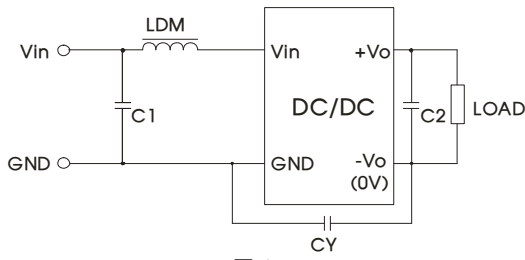 LDM
Vin
Vin
+Vo
C1
DC/DC
C2
LOAD
GND
GND
-Vo
(0V)
CY